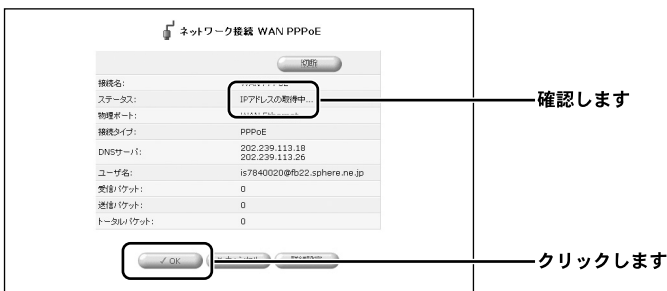 ネットワーク接続 WAN PPPoE
切断
接続名:
ステータス: IPアドレスの取得中...
確認します
物理ポート: WAN Ethernet
接続タイプ: PPPoE
DNSサーバ: 202.239.113.18
202.239.113.26
ユーザ名: is7840020@fb22.sphere.ne.jp
受信パケット: 0
送信パケット: 0
トータルパケット: 0
✓ OK
クリックします